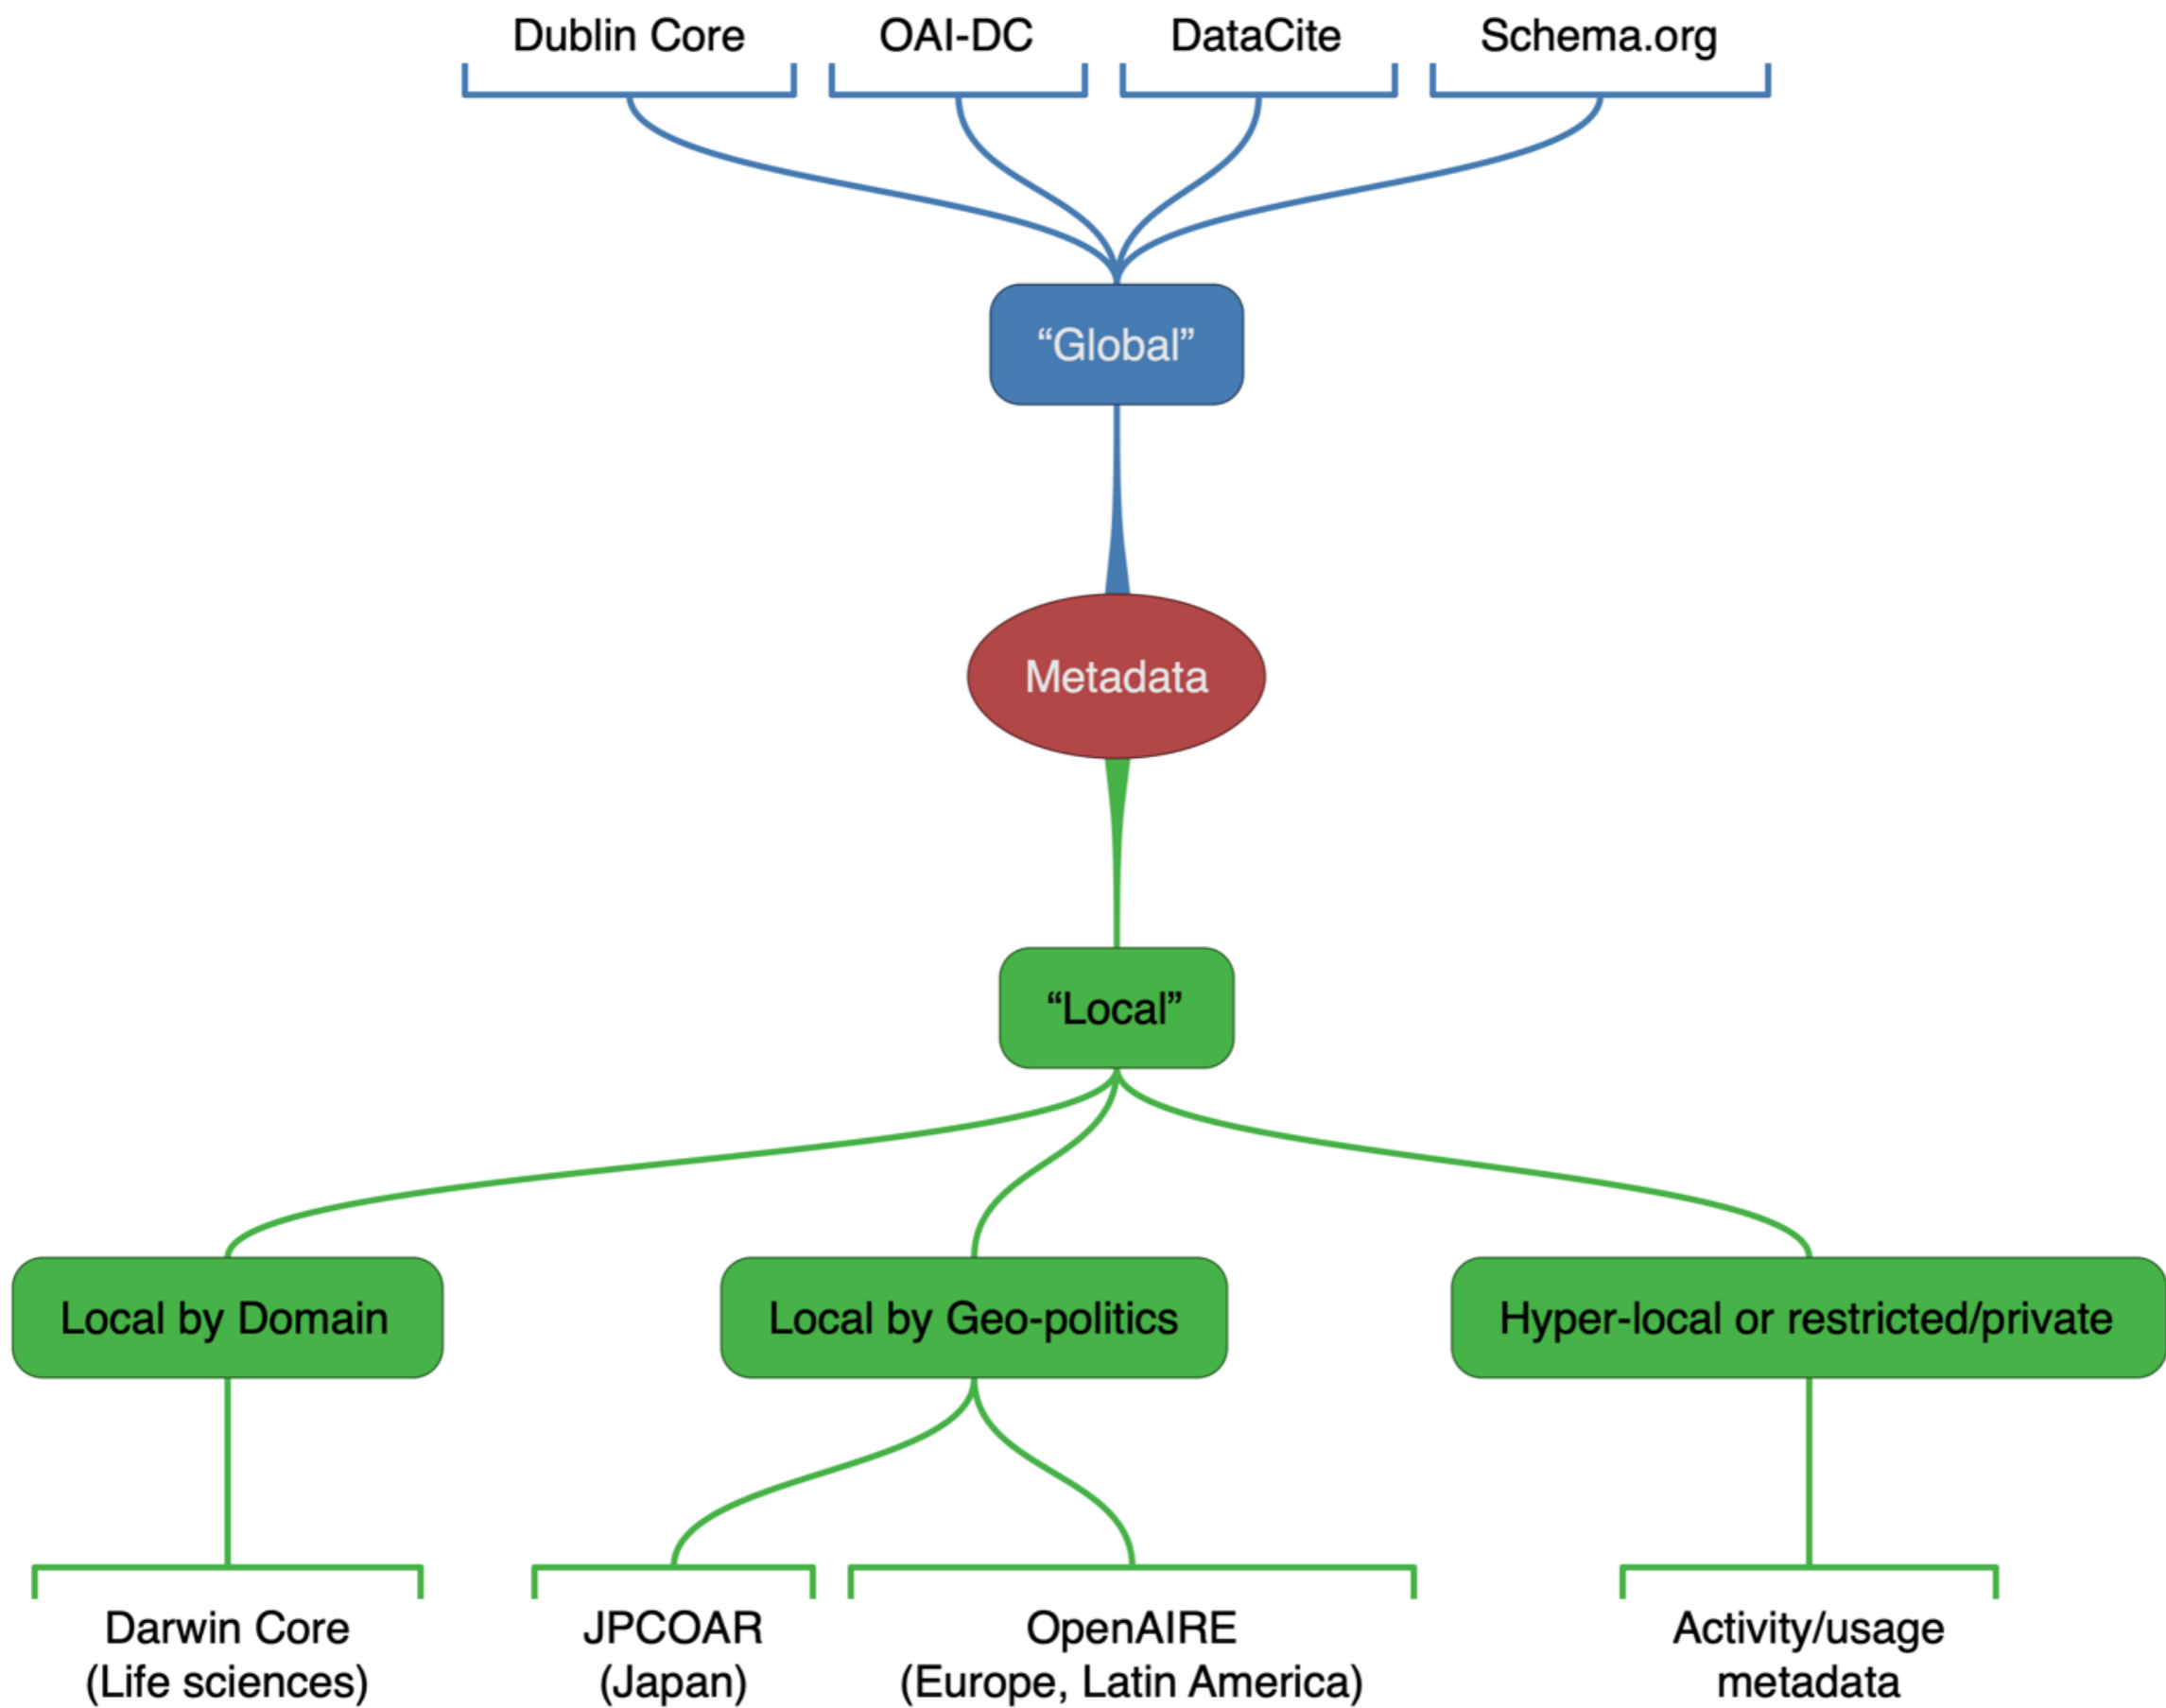 Dublin Core
OAI-DC
DataCite
Schema.org
“Global”
Metadata
“Local”
Local by Domain
Local by Geo-politics
Hyper-local or restricted/private
Darwin Core
(Life sciences)
JPCOAR
(Japan)
OpenAIRE
(Europe, Latin America)
Activity/usage
metadata